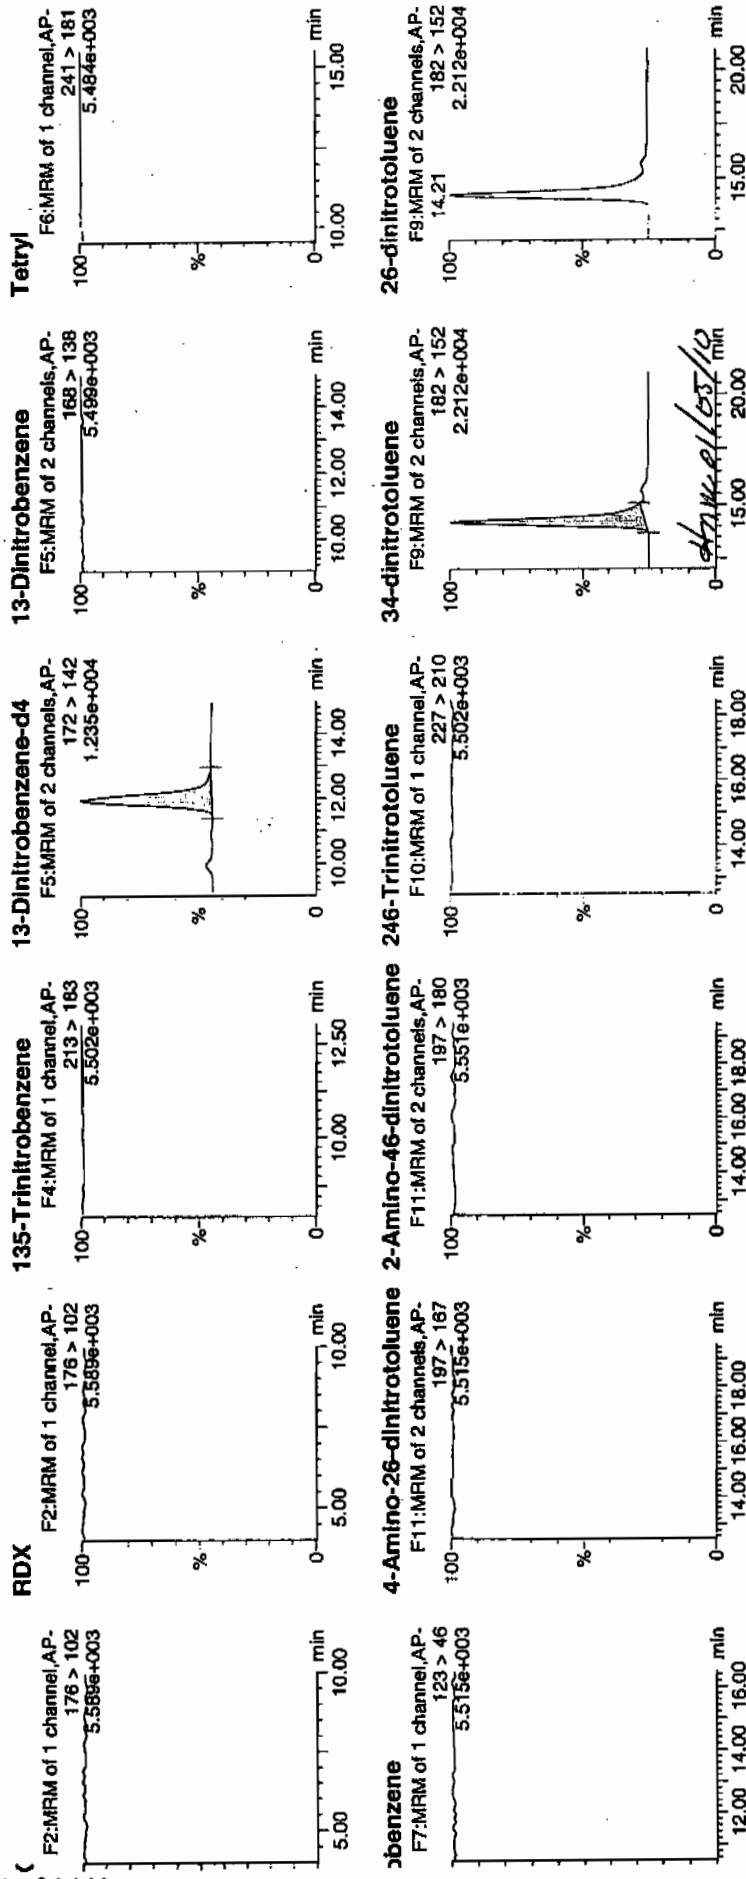 F2:MRM of 1 channel,AP-
176 > 102
5.589e+003
5.00
10.00
min
RDX
F2:MRM of 1 channel,AP-
176 > 102
5.589e+003
100
%
0
5.00
10.00
min
135-Trinitrobenzene
F4:MRM of 1 channel,AP-
213 > 183
5.502e+003
100
%
0
10.00
12.50
min
13-Dinitrobenzene-d4
F5:MRM of 2 channels,AP-
172 > 142
1.235e+004
100
%
0
10.00
12.00
14.00
min
13-Dinitrobenzene
F5:MRM of 2 channels,AP-
168 > 138
5.499e+003
100
%
0
10.00
12.00
14.00
min
Tetryl
F6:MRM of 1 channel,AP-
241 > 181
5.484e+003
100
%
0
10.00
15.00
min
obenzene
F7:MRM of 1 channel,AP-
123 > 46
5.515e+003
12.00
14.00
16.00
min
4-Amino-26-dinitrotoluene
F11:MRM of 2 channels,AP-
197 > 167
5.515e+003
100
%
0
14.00
16.00
18.00
min
2-Amino-46-dinitrotoluene
F11:MRM of 2 channels,AP-
197 > 180
5.551e+003
100
%
0
14.00
16.00
18.00
min
246-Trinitrotoluene
F10:MRM of 1 channel,AP-
227 > 210
5.502e+003
100
%
0
14.00
16.00
18.00
min
34-dinitrotoluene
F9:MRM of 2 channels,AP-
182 > 152
2.212e+004
100
%
0
15.00
20.00
min
26-dinitrotoluene
F9:MRM of 2 channels,AP-
14.21
182 > 152
2.212e+004
100
%
0
15.00
20.00
min